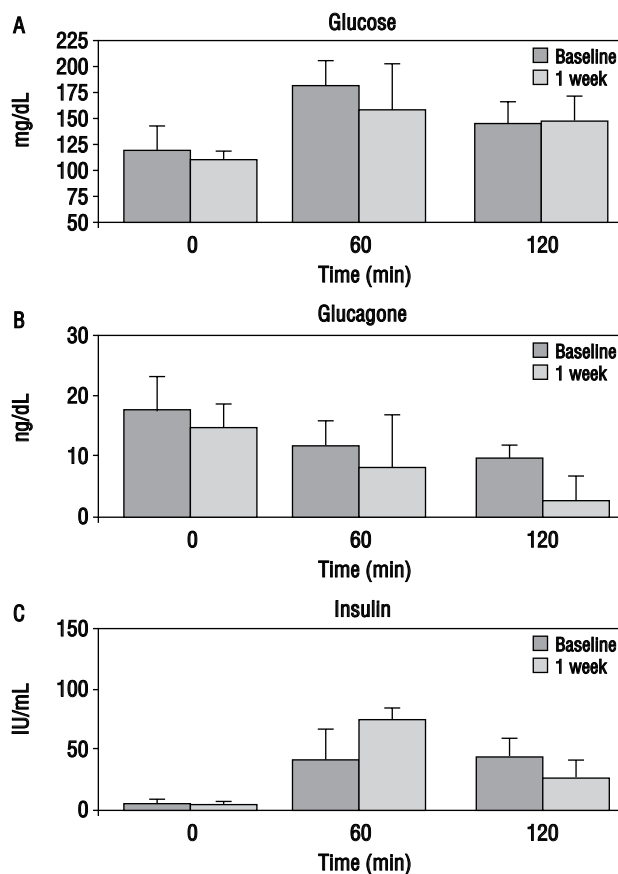 A
Glucose
mg/dL
225
200
175
150
125
100
75
50
Baseline
1 week
0 60 120
Time (min)
B
Glucagone
ng/dL
30
20
10
0
Baseline
1 week
0 60 120
Time (min)
C
Insulin
IU/mL
150
100
50
0
Baseline
1 week
0 60 120
Time (min)